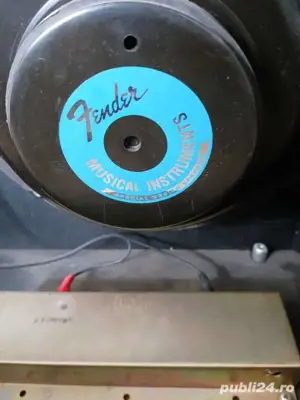 Fender
MUSICAL INSTRUMENTS
publi24.ro